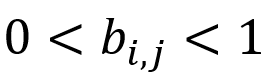 0 < b_{i,j} < 1